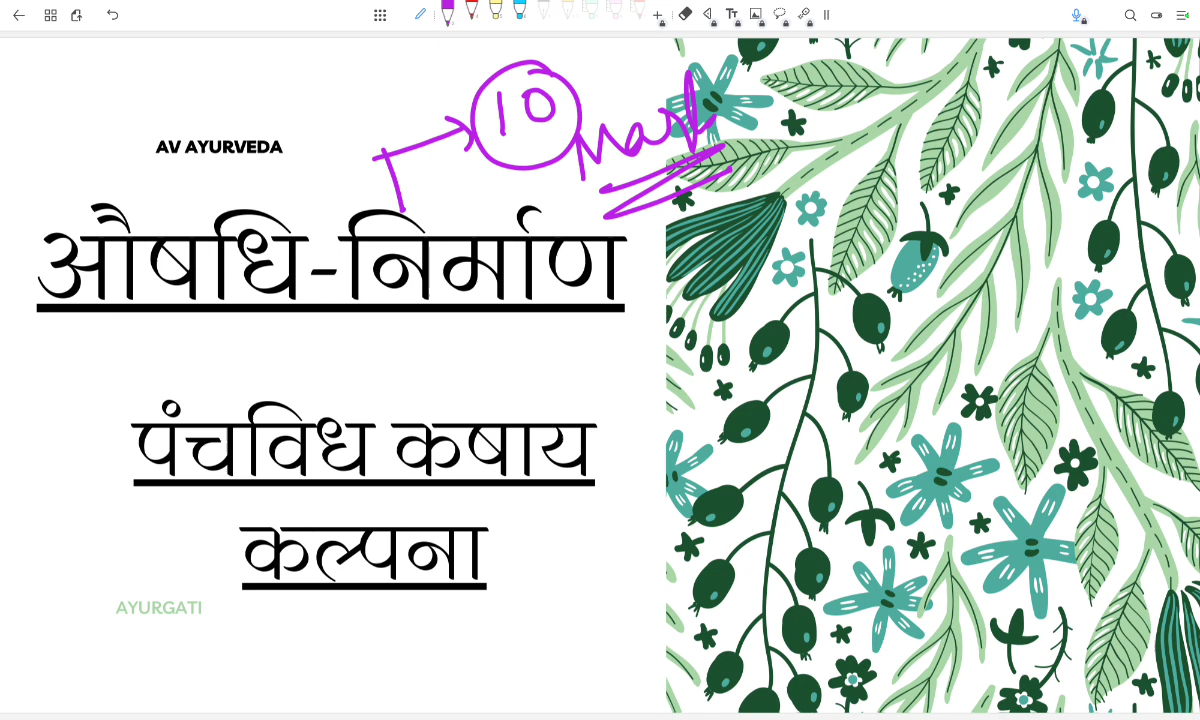 AV AYURVEDA
10 mark
औषधि-निर्माण
पंचविध कषाय
कल्पना
AYURGATI